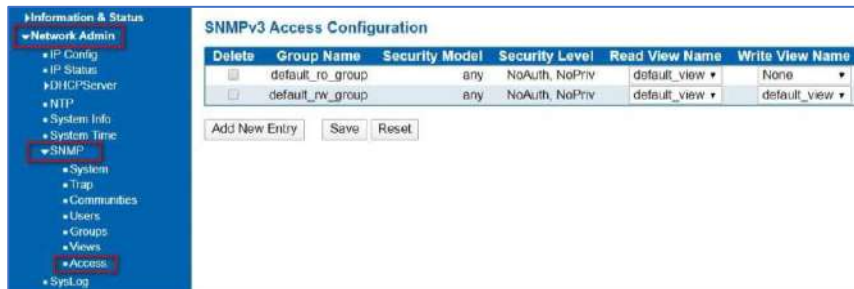 Information & Status
Network Admin
IP Config
IP Status
DHCPServer
NTP
System Info
System Time
SNMP
System
Trap
Communities
Users
Groups
Views
Access
SysLog
SNMPv3 Access Configuration
Delete Group Name Security Model Security Level Read View Name Write View Name
default_ro_group any NoAuth, NoPriv default_view None
default_rw_group any NoAuth, NoPriv default_view default_view
Add New Entry Save Reset